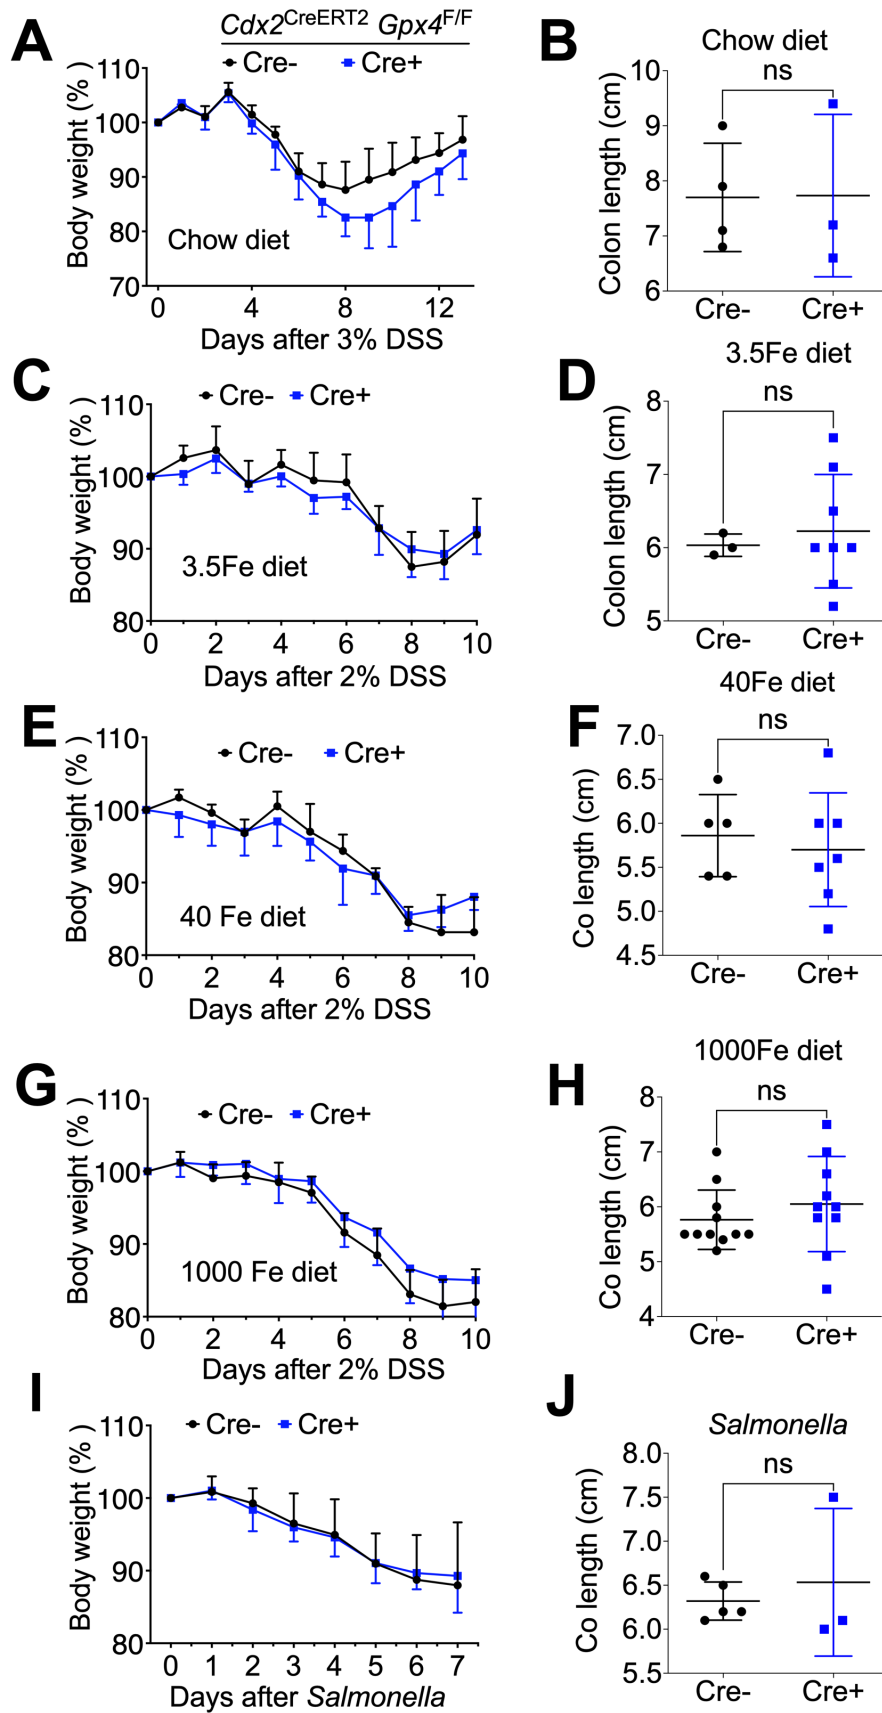 Cdx2CreERT2 Gpx4F/F
A
Cre- Cre+
Body weight (% )
110
100
90
80
70
Chow diet
0 4 8 12
Days after 3% DSS
B
Chow diet
ns
Colon length (cm)
10
9
8
7
6
Cre- Cre+
C
Cre- Cre+
Body weight (% )
110
100
90
80
3.5Fe diet
0 2 4 6 8 10
Days after 2% DSS
D
3.5Fe diet
ns
Colon length (cm)
8
7
6
5
Cre- Cre+
E
Cre- Cre+
Body weight (% )
110
100
90
80
40 Fe diet
0 2 4 6 8 10
Days after 2% DSS
F
40Fe diet
ns
Co length (cm)
7.0
6.5
6.0
5.5
5.0
4.5
Cre- Cre+
G
Cre- Cre+
Body weight (% )
110
100
90
80
1000 Fe diet
0 2 4 6 8 10
Days after 2% DSS
H
1000Fe diet
ns
Co length (cm)
8
7
6
5
4
Cre- Cre+
I
Cre- Cre+
Body weight (% )
110
100
90
80
0 1 2 3 4 5 6 7
Days after Salmonella
J
Salmonella
ns
Co length (cm)
8.0
7.5
7.0
6.5
6.0
5.5
Cre- Cre+